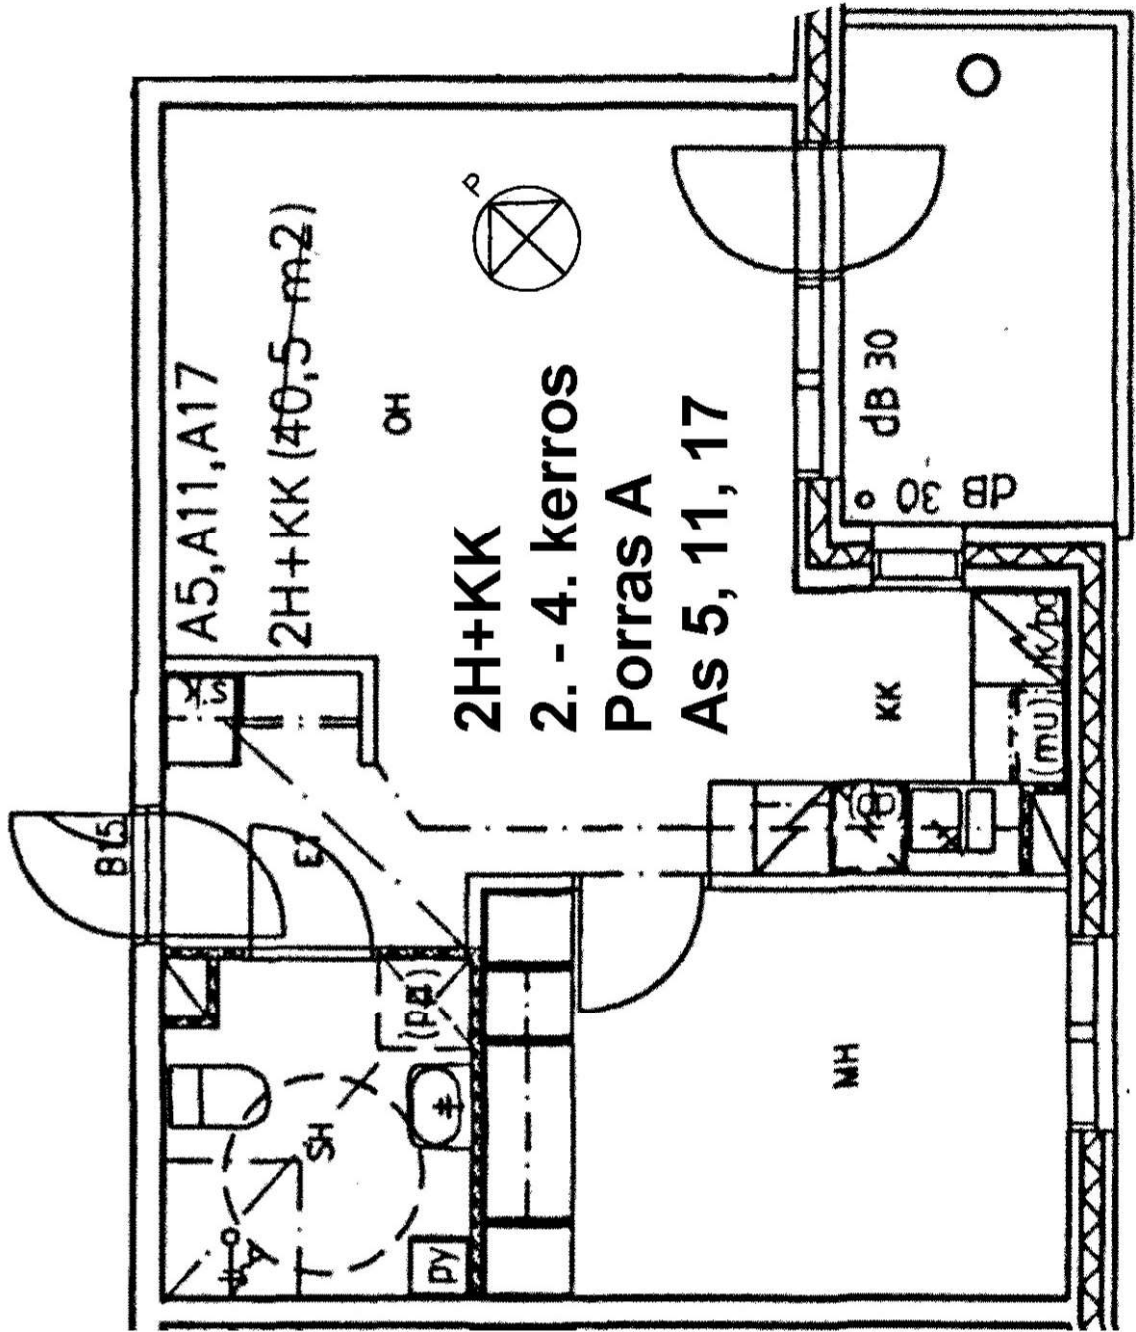 A5,A11,A17
2H+KK (40,5 m2)
P
OH
2H+KK
2. - 4. kerros
Porras A
As 5, 11, 17
dB 30
dB 30
S.K
B15
ET
KK
jk/pa
(mu)
(pa)
SH
MH
py